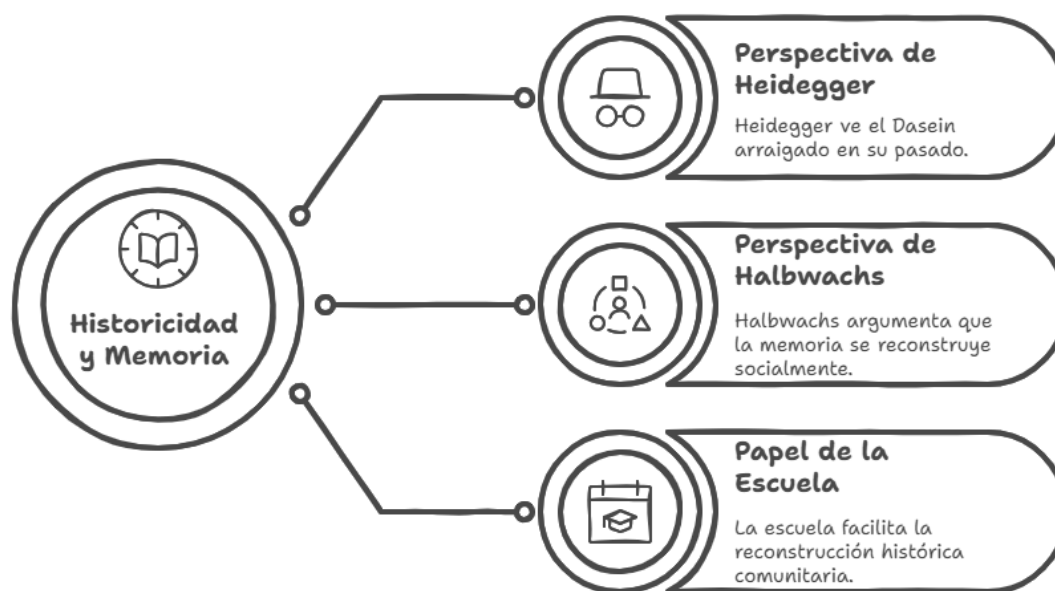 Historicidad
y Memoria
Perspectiva de
Heidegger
Heidegger ve el Dasein
arraigado en su pasado.
Perspectiva de
Halbwachs
Halbwachs argumenta que
la memoria se reconstruye
socialmente.
Papel de la
Escuela
La escuela facilita la
reconstrucción histórica
comunitaria.